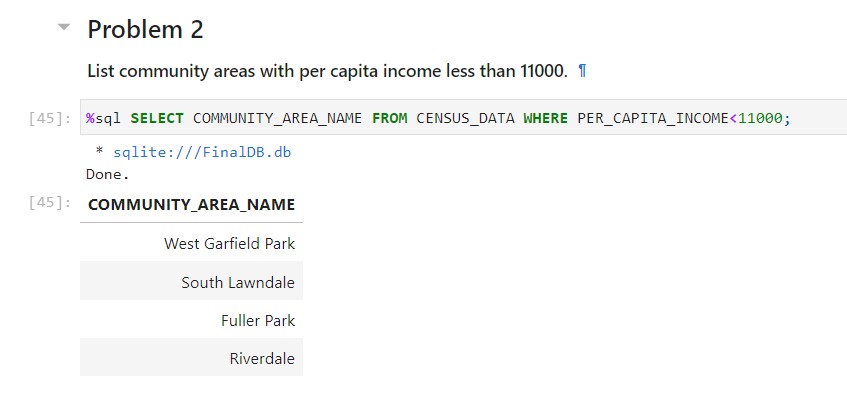 Problem 2
List community areas with per capita income less than 11000. ¶
[45]: %sql SELECT COMMUNITY_AREA_NAME FROM CENSUS_DATA WHERE PER_CAPITA_INCOME<11000;
* sqlite:///FinalDB.db
Done.
[45]: COMMUNITY_AREA_NAME
West Garfield Park
South Lawndale
Fuller Park
Riverdale